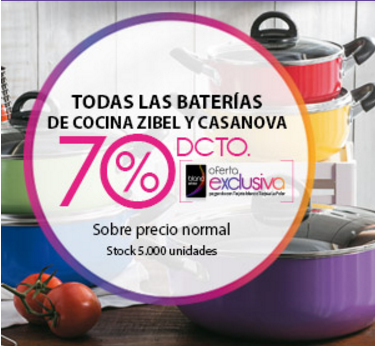 TODAS LAS BATERÍAS
DE COCINA ZIBEL Y CASANOVA
70% DCTO.
oferta
exclusiva
Sobre precio normal
Stock 5.000 unidades